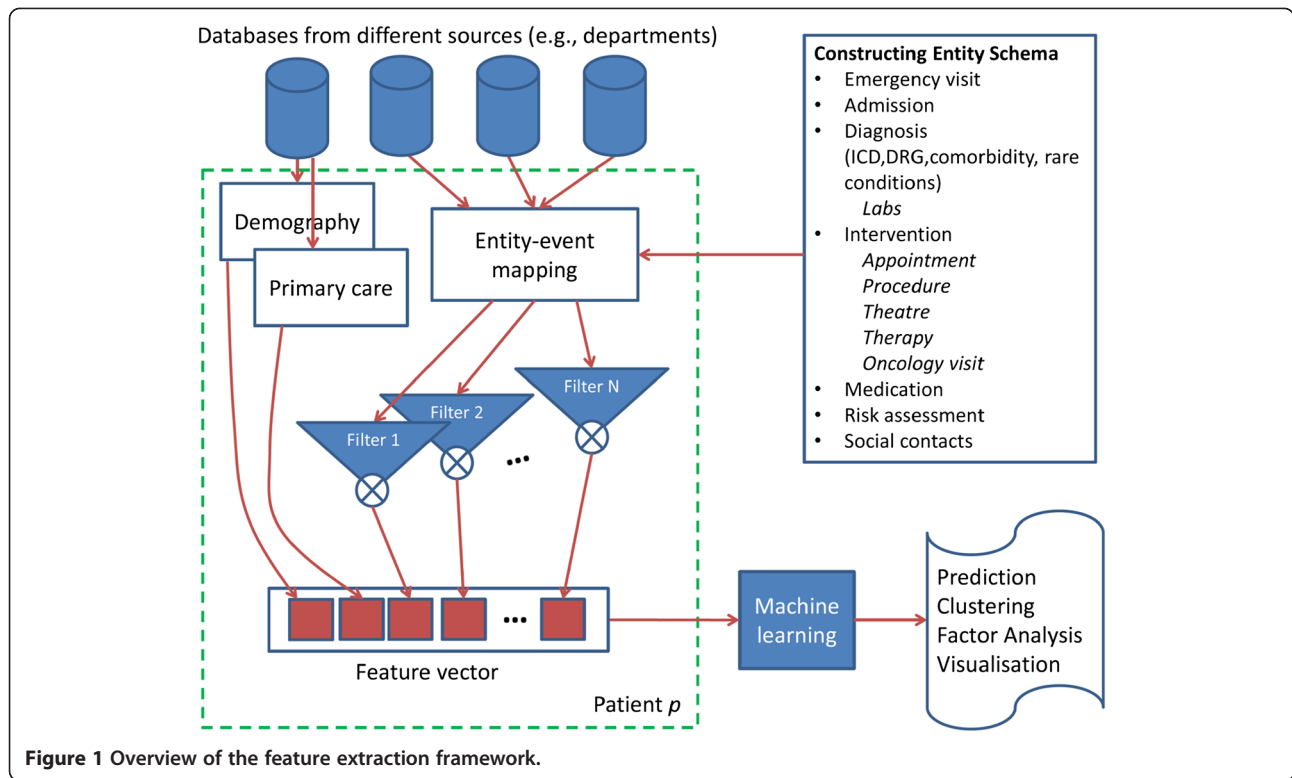 Databases from different sources (e.g., departments)
Constructing Entity Schema
• Emergency visit
• Admission
• Diagnosis
(ICD,DRG,comorbidity, rare
conditions)
Labs
• Intervention
Appointment
Procedure
Theatre
Therapy
Oncology visit
• Medication
• Risk assessment
• Social contacts
Demography
Primary care
Entity-event
mapping
Filter 1
Filter 2
...
Filter N
...
Feature vector
Patient p
Machine
learning
Prediction
Clustering
Factor Analysis
Visualisation
Figure 1 Overview of the feature extraction framework.